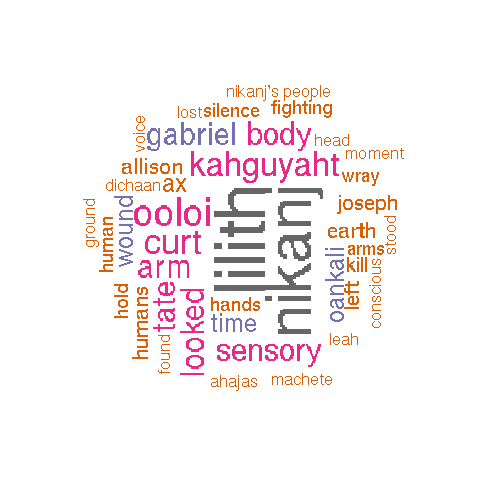 nikanj's people
lost silence fighting
voice gabriel body head
allison kahguyaht moment
dichaan ax wray
ooloi lilith nikanj joseph
ground human wound curt earth
arm oankali arms stood
hold humans tate looked hands left kill conscious
time
found sensory leah
ahajas machete